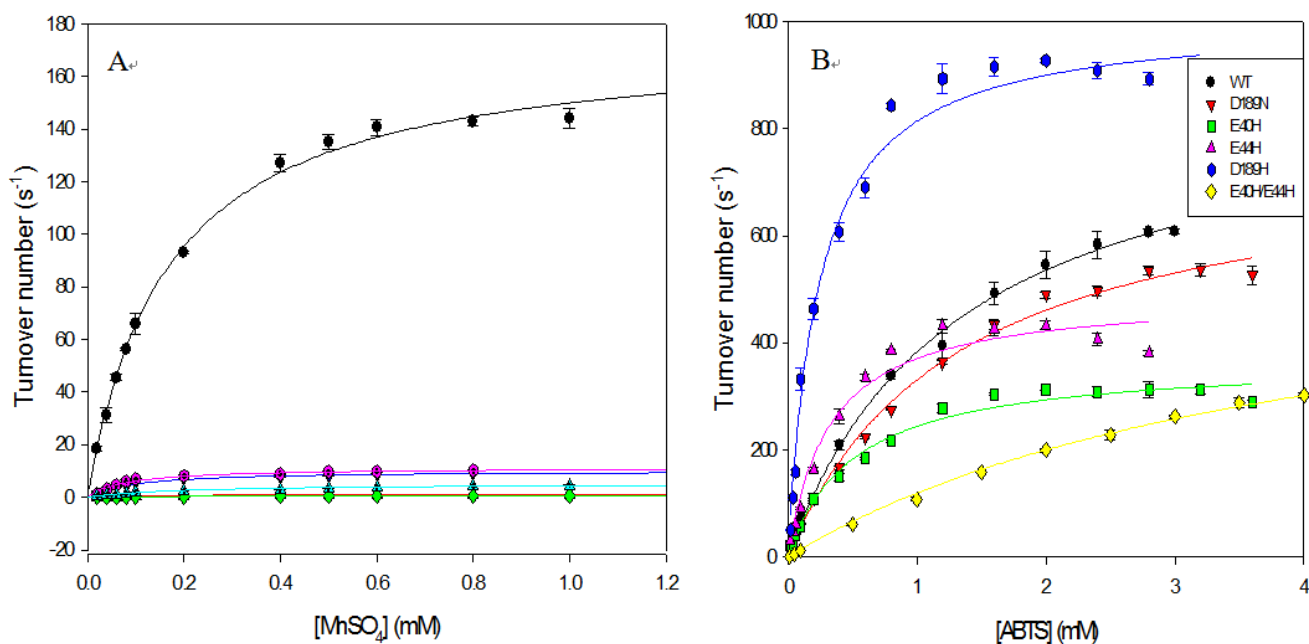 A
Turnover number (s⁻¹)
180
160
140
120
100
80
60
40
20
0
-20
0.0 0.2 0.4 0.6 0.8 1.0 1.2
[MnSO₄] (mM)
B
Turnover number (s⁻¹)
1000
800
600
400
200
0
0 1 2 3 4
[ABTS] (mM)
WT
D189N
E40H
E44H
D189H
E40H/E44H